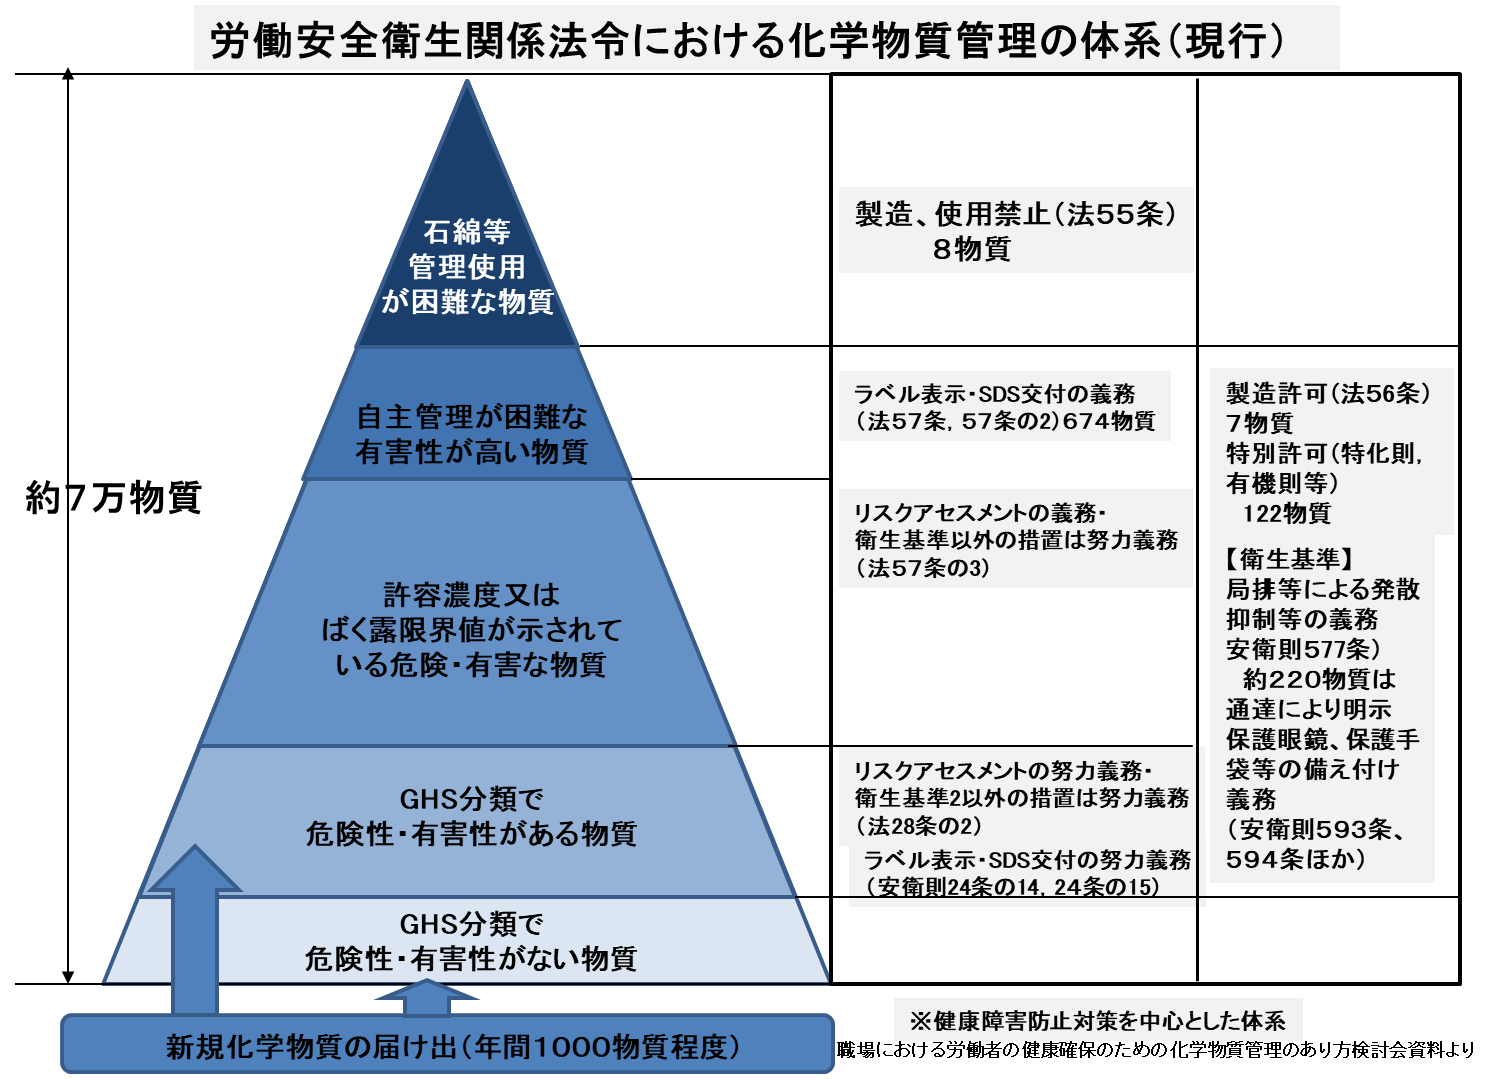 労働安全衛生関係法令における化学物質管理の体系（現行）
約７万物質
石綿等
管理使用
が困難な物質
自主管理が困難な
有害性が高い物質
許容濃度又は
ばく露限界値が示されて
いる危険・有害な物質
GHS分類で
危険性・有害性がある物質
GHS分類で
危険性・有害性がない物質
新規化学物質の届け出（年間１０００物質程度）
製造、使用禁止（法５５条）
８物質
ラベル表示・SDS交付の義務
（法５７条，５７条の２）６７４物質
リスクアセスメントの義務・
衛生基準以外の措置は努力義務
（法５７条の３）
リスクアセスメントの努力義務・
衛生基準2以外の措置は努力義務
（法28条の2）
ラベル表示・SDS交付の努力義務
（安衛則24条の14，２４条の15）
製造許可（法５６条）
７物質
特別許可（特化則，
有機則等）
122物質
【衛生基準】
局排等による発散
抑制等の義務
安衛則５７７条）
約２２０物質は
通達により明示
保護眼鏡、保護手
袋等の備え付け
義務
（安衛則５９３条、
５９４条ほか）
※健康障害防止対策を中心とした体系
職場における労働者の健康確保のための化学物質管理のあり方検討会資料より